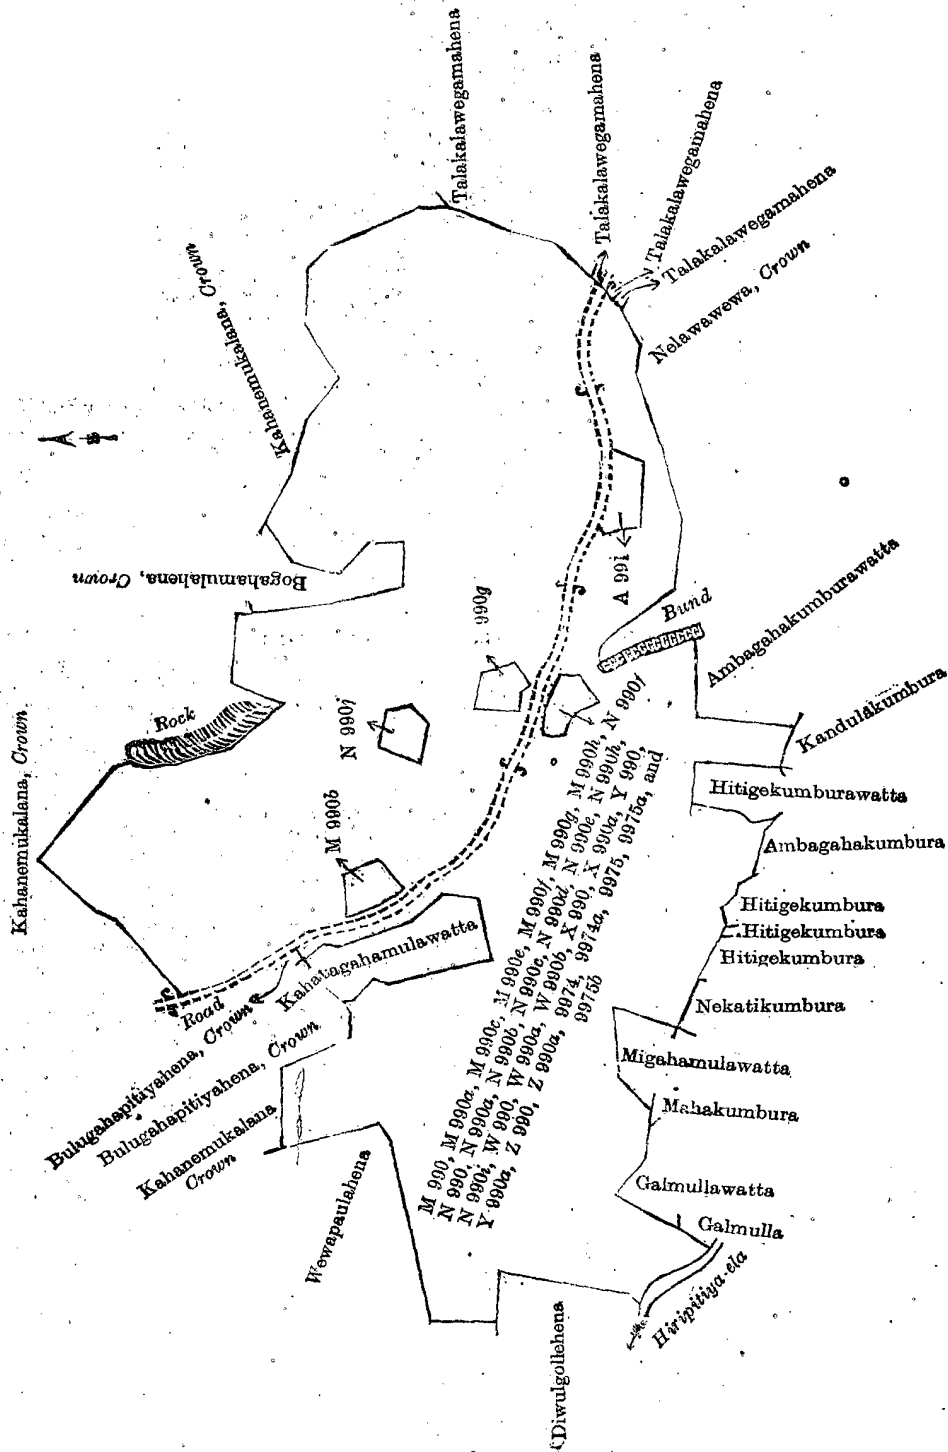 Talakalawegamahena
Talakalawegamahena
Talakalawegamahena
Talakalawegamahena
Nelawawewa, Crown
Kahanemukalana, Crown
Bogahamulahena, Crown
Kahanemukalana, Crown
Rock
N 990j
990g
M 990b
A 99i
Bund
Ambagahakumburawatta
Kandulakumbura
Hitigekumburawatta
Ambagahakumbura
Hitigekumbura
Hitigekumbura
Hitigekumbura
Nekatikumbura
Migahamulawatta
Mahakumbura
Galmullawatta
Galmulla
Hiripitiya-ela
Diwulgollehena
Wewapaulahena
Kahanemukalana
Crown
Bulugahapitiyahena, Crown
Bulugahapitiyahena, Crown
Road
Kahatagahamulawatta
M 990, M 990a, M 990c, M 990e, M 990f, M 990g, M 990h, N 990f
N 990, N 990a, N 990b, N 990c, N 990d, N 990e, N 990h,
N 990i, W 990, W 990a, W 990b, X 990, X 990a, Y 990,
Y 990a, Z 990, Z 990a, 9974, 9974a, 9975, 9975a, and
9975b